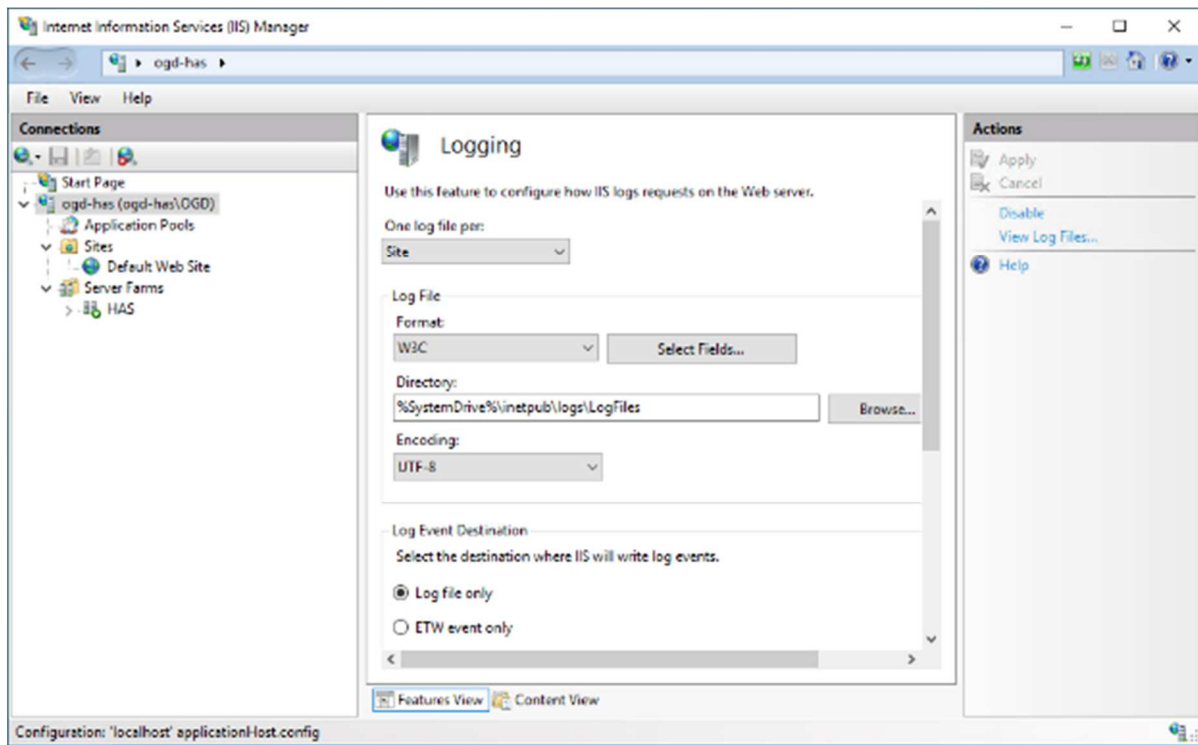 Internet Information Services (IIS) Manager
ogd-has
File View Help
Connections
Start Page
ogd-has (ogd-has\OGD)
Application Pools
Sites
Default Web Site
Server Farms
HAS
Logging
Use this feature to configure how IIS logs requests on the Web server.
One log file per:
Site
Log File
Format:
W3C
Select Fields...
Directory:
%SystemDrive%\inetpub\logs\LogFiles
Browse...
Encoding:
UTF-8
Log Event Destination
Select the destination where IIS will write log events.
Log file only
ETW event only
Features View
Content View
Actions
Apply
Cancel
Disable
View Log Files...
Help
Configuration: 'localhost' applicationHost.config